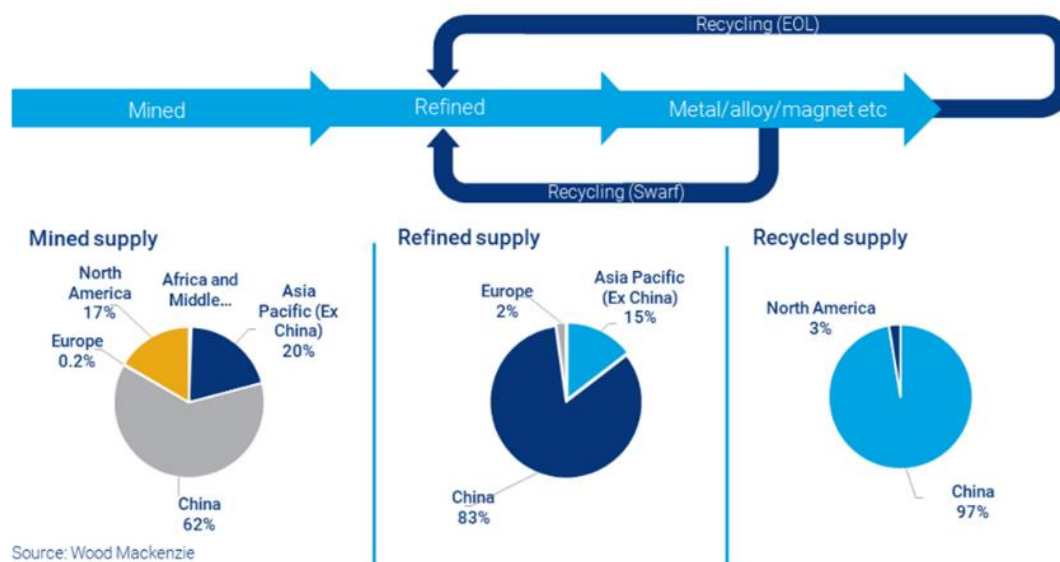 Recycling (EOL)
Mined
Refined
Metal/alloy/magnet etc
Recycling (Swarf)
Mined supply
North
America
17%
Africa and
Middle...
Asia
Pacific (Ex
China)
20%
Europe
0.2%
China
62%
Refined supply
Europe
2%
Asia Pacific
(Ex China)
15%
China
83%
Recycled supply
North America
3%
China
97%
Source: Wood Mackenzie